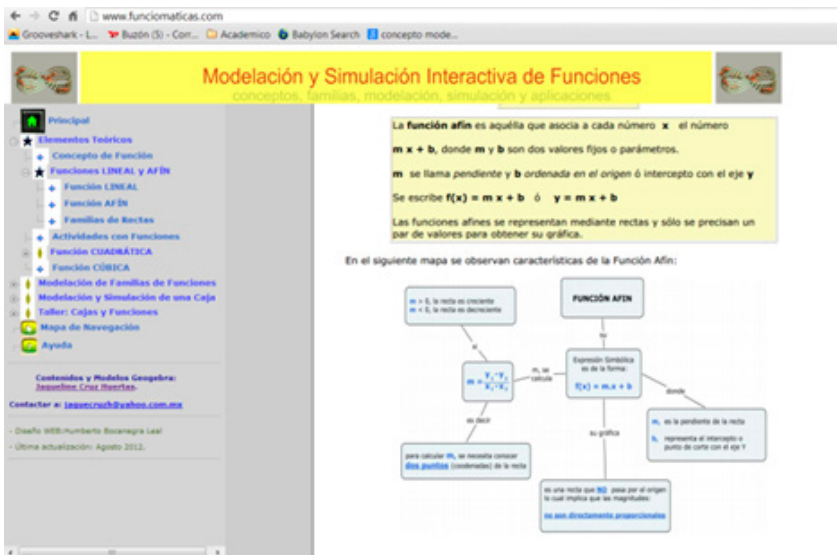 www.funciomaticas.com
Grooveshark - L...
Buzón (5) - Corr...
Academico
Babylon Search
concepto mode...
Modelación y Simulación Interactiva de Funciones
conceptos, familias, modelación, simulación y aplicaciones
Principal
Elementos Teóricos
Concepto de Función
Funciones LINEAL y AFÍN
Función LINEAL
Función AFÍN
Familias de Rectas
Actividades con Funciones
Función CUADRÁTICA
Función CÚBICA
Modelación de Familias de Funciones
Modelación y Simulación de una Caja
Taller: Cajas y Funciones
Mapa de Navegación
Ayuda
Contenidos y Modelos Geogebra:
Jaqueline Cruz Huertas.
Contactar a: jaquecruzh@yahoo.com.mx
- Diseño WEB:Humberto Bocanegra Leal
- Última actualización: Agosto 2012.
La función afín es aquélla que asocia a cada número x el número
m x + b, donde m y b son dos valores fijos o parámetros.
m se llama pendiente y b ordenada en el origen ó intercepto con el eje y
Se escribe f(x) = m x + b ó y = m x + b
Las funciones afines se representan mediante rectas y sólo se precisan un
par de valores para obtener su gráfica.
En el siguiente mapa se observan características de la Función Afín:
m > 0, la recta es creciente
m < 0, la recta es decreciente
FUNCIÓN AFIN
si
su
Expresión Simbólica
es de la forma:
f(x) = m.x + b
m, se
calcula
donde
es decir
su gráfica
m, es la pendiente de la recta
b, representa el intercepto o
punto de corte con el eje Y
para calcular m, se necesita conocer
dos puntos (coodenadas) de la recta
es una recta que NO pasa por el origen
lo cual implica que las magnitudes:
no son directamente proporcionales